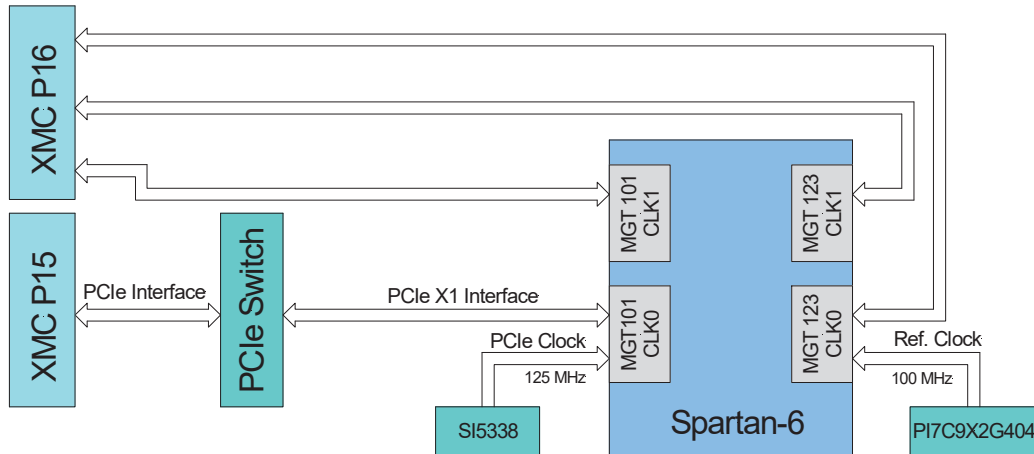 XMC P16
MGT 101
CLK1
MGT 123
CLK1
XMC P15
PCIe Interface
PCIe Switch
PCIe X1 Interface
MGT101
CLK0
MGT 123
CLK0
PCIe Clock
125 MHz
Ref. Clock
100 MHz
SI5338
Spartan-6
PI7C9X2G404